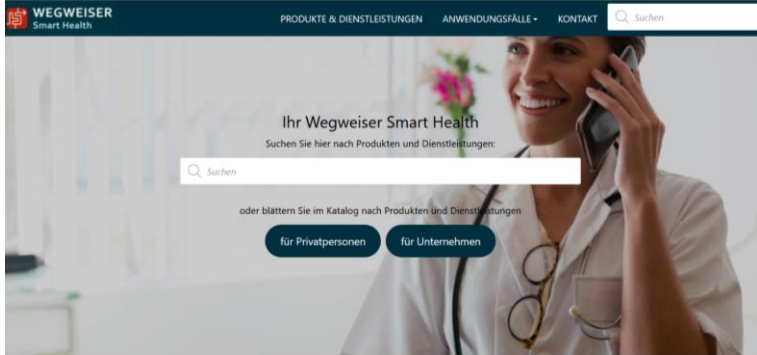 WEGWEISER
Smart Health
PRODUKTE & DIENSTLEISTUNGEN ANWENDUNGSFÄLLE KONTAKT Suchen
Ihr Wegweiser Smart Health
Suchen Sie hier nach Produkten und Dienstleistungen:
Suchen
oder blättern Sie im Katalog nach Produkten und Dienstleistungen
für Privatpersonen für Unternehmen